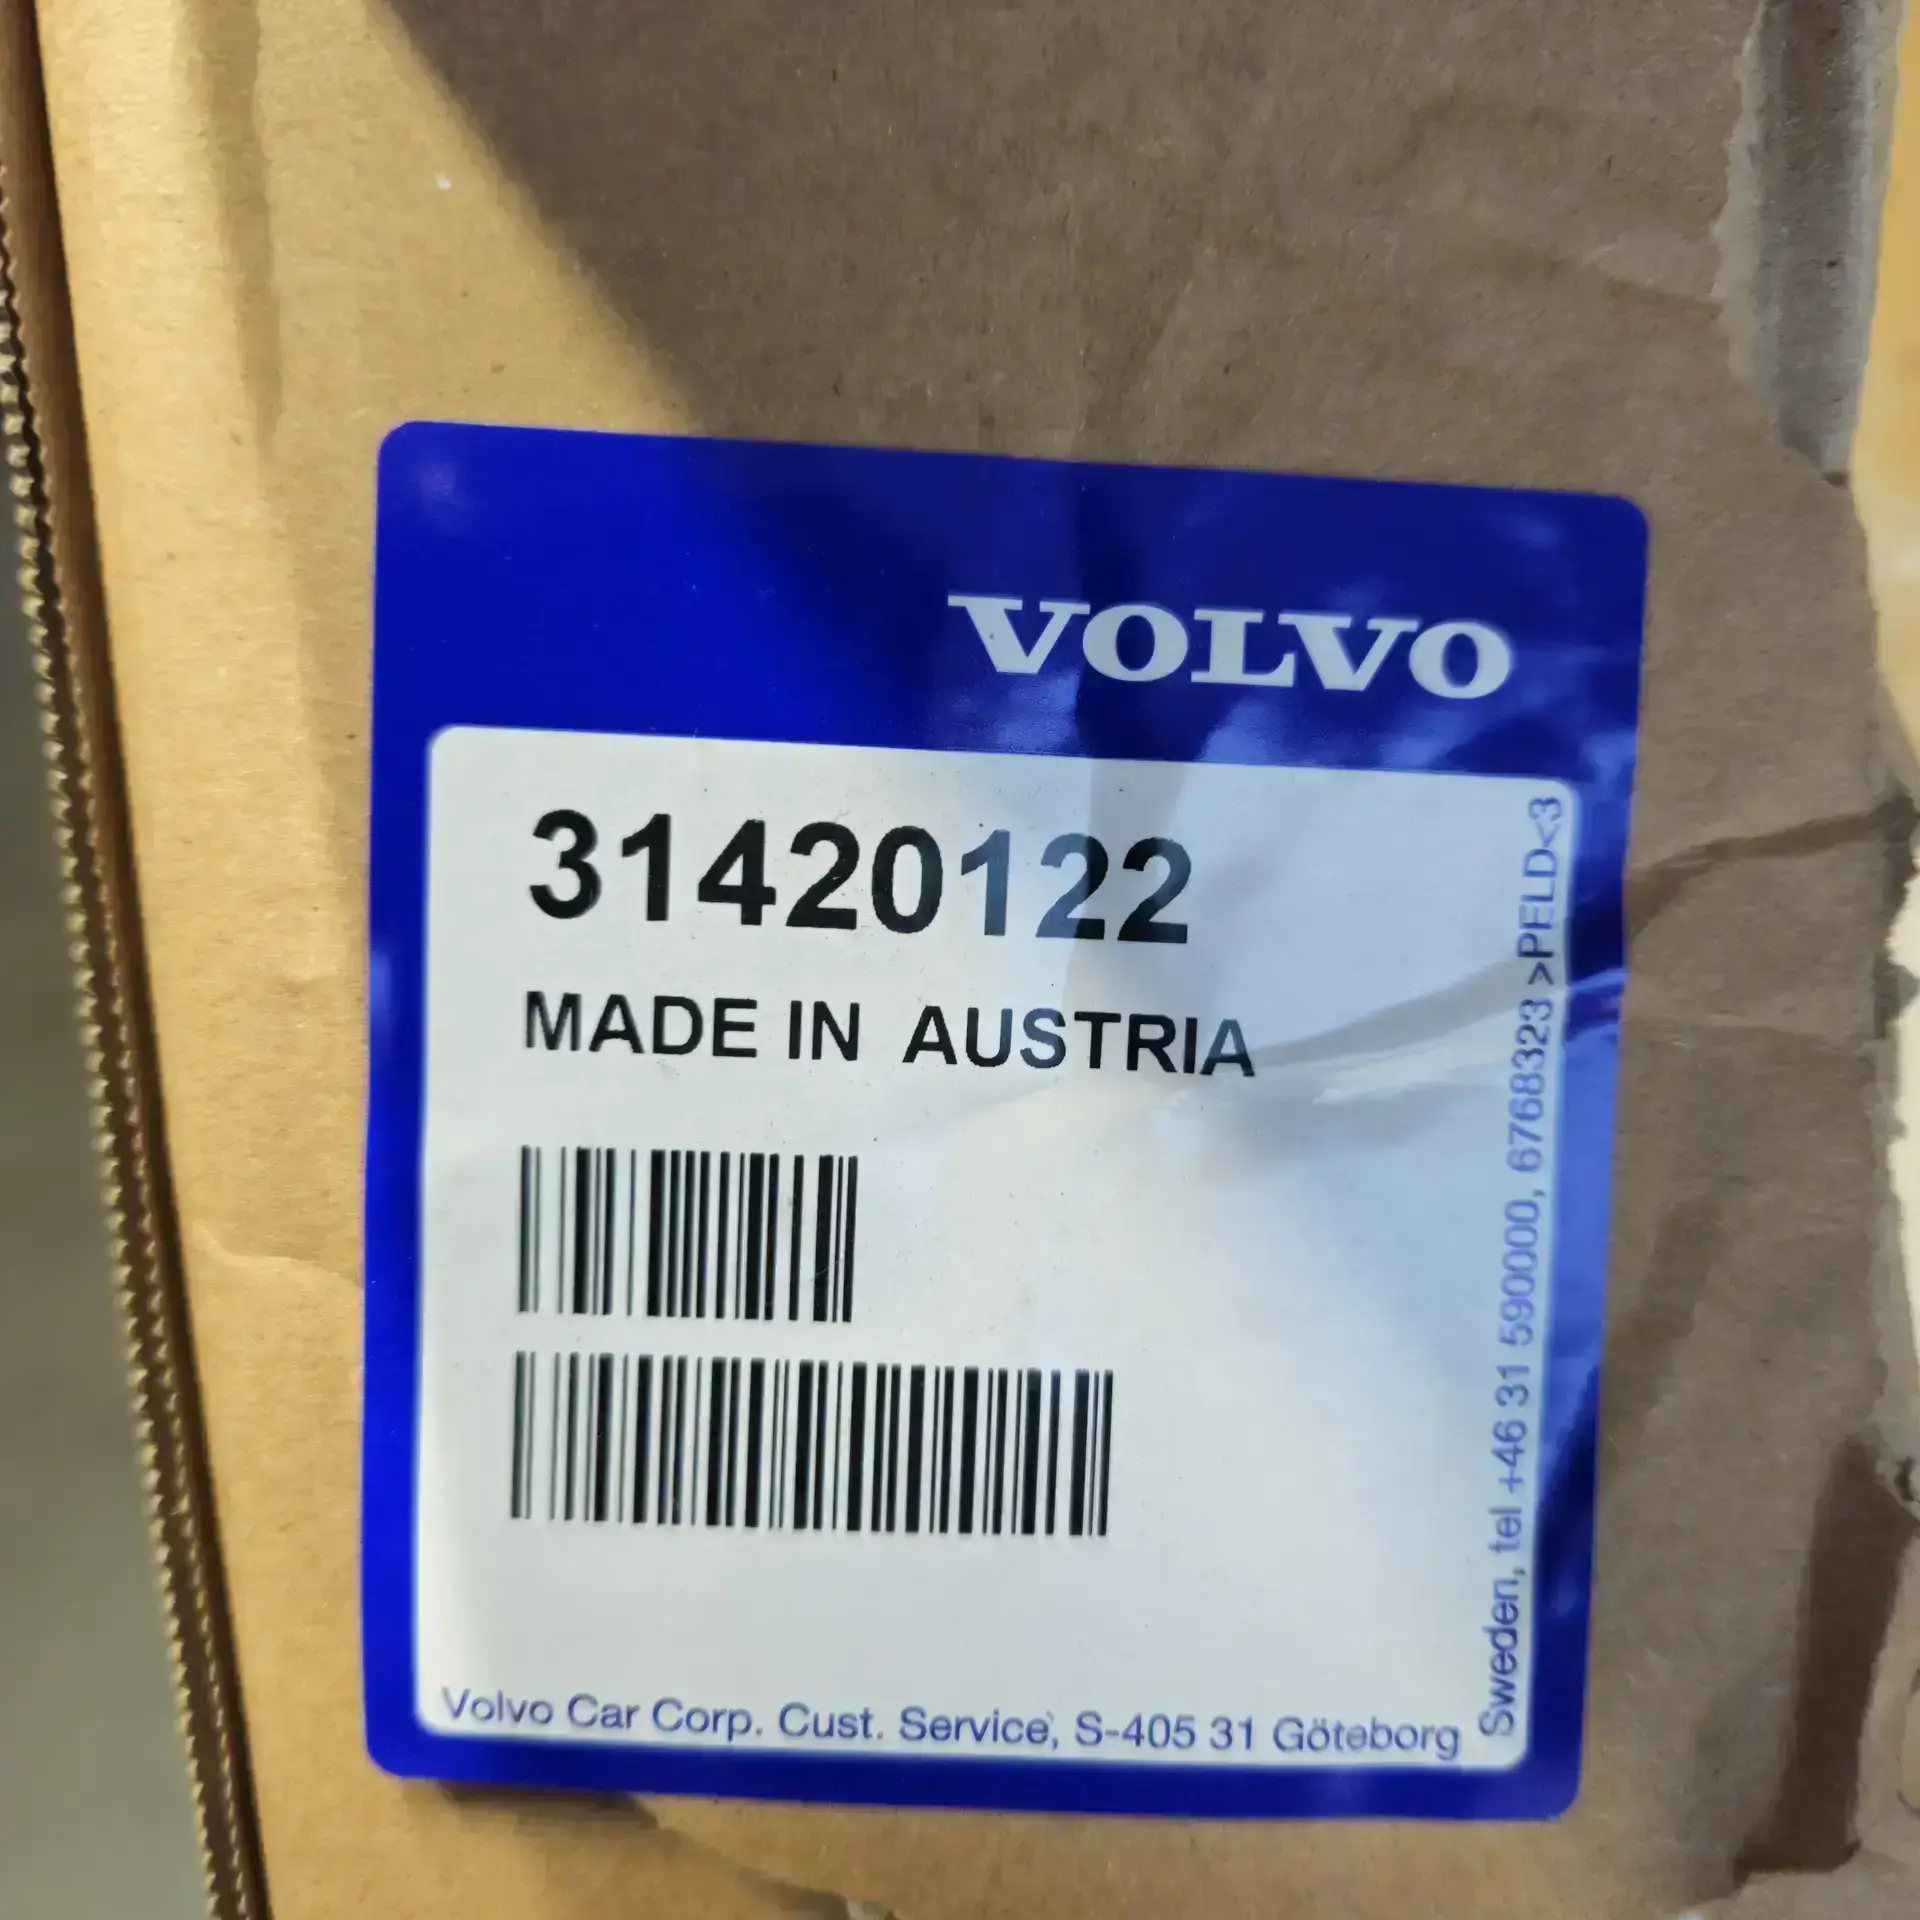 VOLVO
31420122
MADE IN AUSTRIA
Volvo Car Corp. Cust. Service, S-405 31 Göteborg
Sweden, tel +46 31 590000, 6768323 >PELD<3